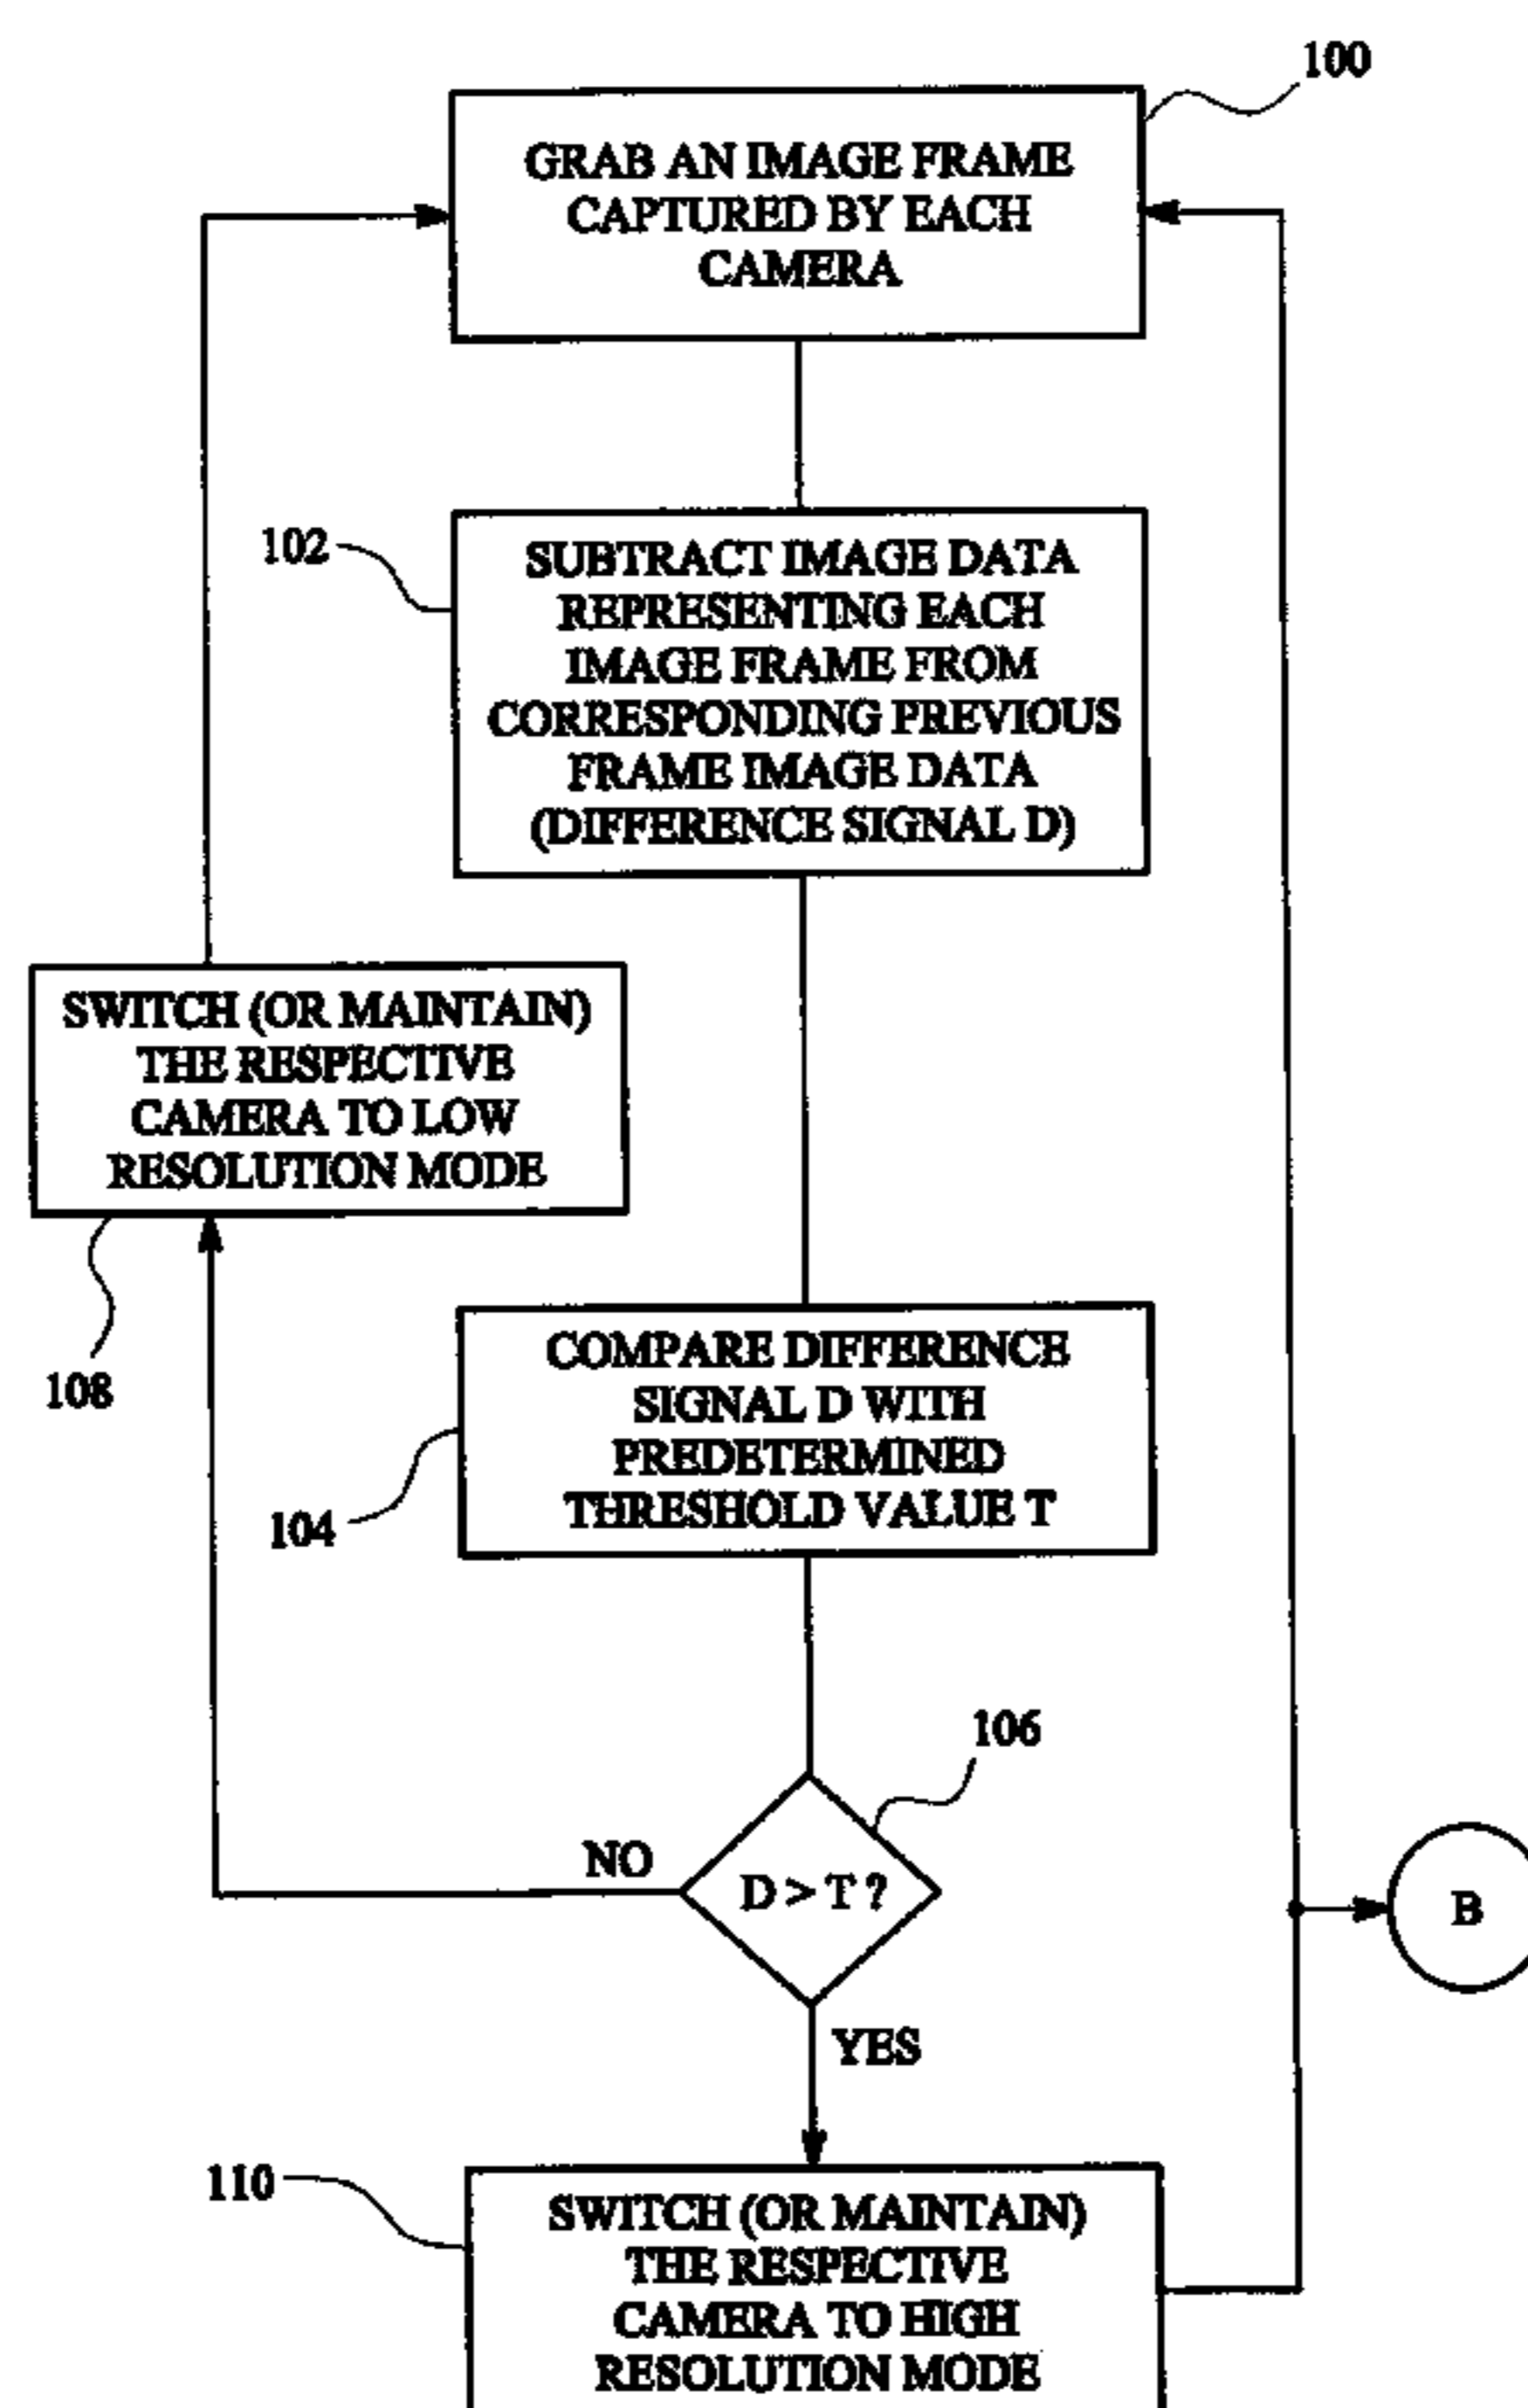 100
GRAB AN IMAGE FRAME
CAPTURED BY EACH
CAMERA
102
SUBTRACT IMAGE DATA
REPRESENTING EACH
IMAGE FRAME FROM
CORRESPONDING PREVIOUS
FRAME IMAGE DATA
(DIFFERENCE SIGNAL D)
SWITCH (OR MAINTAIN)
THE RESPECTIVE
CAMERA TO LOW
RESOLUTION MODE
108
COMPARE DIFFERENCE
SIGNAL D WITH
PREDETERMINED
THRESHOLD VALUE T
104
106
NO
D > T ?
B
YES
110
SWITCH (OR MAINTAIN)
THE RESPECTIVE
CAMERA TO HIGH
RESOLUTION MODE